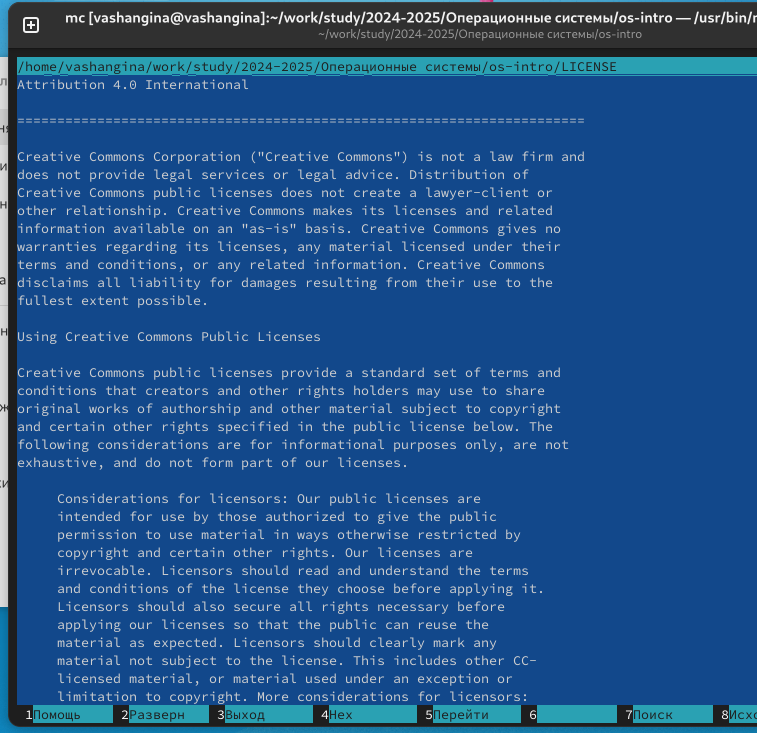 mc [vashangina@vashangina]:~/work/study/2024-2025/Операционные системы/os-intro — /usr/bin/
~/work/study/2024-2025/Операционные системы/os-intro
/home/vashangina/work/study/2024-2025/Операционные системы/os-intro/LICENSE
Attribution 4.0 International
=======================================================================
Creative Commons Corporation ("Creative Commons") is not a law firm and
does not provide legal services or legal advice. Distribution of
Creative Commons public licenses does not create a lawyer-client or
other relationship. Creative Commons makes its licenses and related
information available on an "as-is" basis. Creative Commons gives no
warranties regarding its licenses, any material licensed under their
terms and conditions, or any related information. Creative Commons
disclaims all liability for damages resulting from their use to the
fullest extent possible.
Using Creative Commons Public Licenses
Creative Commons public licenses provide a standard set of terms and
conditions that creators and other rights holders may use to share
original works of authorship and other material subject to copyright
and certain other rights specified in the public license below. The
following considerations are for informational purposes only, are not
exhaustive, and do not form part of our licenses.
Considerations for licensors: Our public licenses are
intended for use by those authorized to give the public
permission to use material in ways otherwise restricted by
copyright and certain other rights. Our licenses are
irrevocable. Licensors should read and understand the terms
and conditions of the license they choose before applying it.
Licensors should also secure all rights necessary before
applying our licenses so that the public can reuse the
material as expected. Licensors should clearly mark any
material not subject to the license. This includes other CC-
licensed material, or material used under an exception or
limitation to copyright. More considerations for licensors:
1Помощь 2Разверн 3Выход 4Hex 5Перейти 6 7Поиск 8Исхо